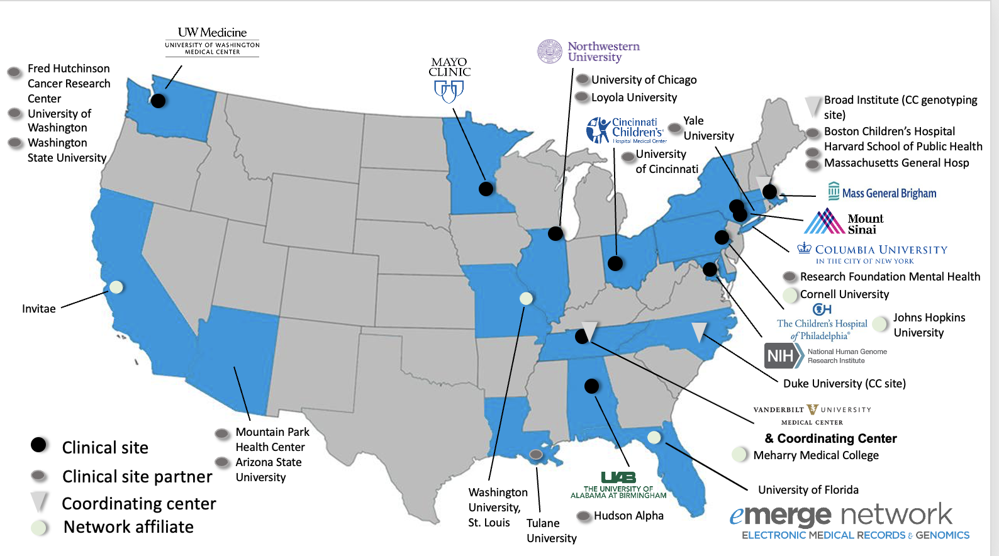 UW Medicine
UNIVERSITY OF WASHINGTON
MEDICAL CENTER
Fred Hutchinson
Cancer Research
Center
University of
Washington
Washington
State University
MAYO
CLINIC
Northwestern
University
University of Chicago
Loyola University
Cincinnati
Children's
Hospital Medical Center
University
of Cincinnati
Yale
University
Broad Institute (CC genotyping
site)
Boston Children's Hospital
Harvard School of Public Health
Massachusetts General Hosp
Mass General Brigham
Mount
Sinai
COLUMBIA UNIVERSITY
IN THE CITY OF NEW YORK
Research Foundation Mental Health
Cornell University
CH
The Children's Hospital
of Philadelphia®
Johns Hopkins
University
NIH
National Human Genome
Research Institute
Duke University (CC site)
VANDERBILT V UNIVERSITY
MEDICAL CENTER
& Coordinating Center
Meharry Medical College
University of Florida
Invitae
Mountain Park
Health Center
Arizona State
University
Washington
University,
St. Louis
Tulane
University
UAB
THE UNIVERSITY OF
ALABAMA AT BIRMINGHAM
Hudson Alpha
Clinical site
Clinical site partner
Coordinating center
Network affiliate
emerge network
ELECTRONIC MEDICAL RECORDS & GENOMICS